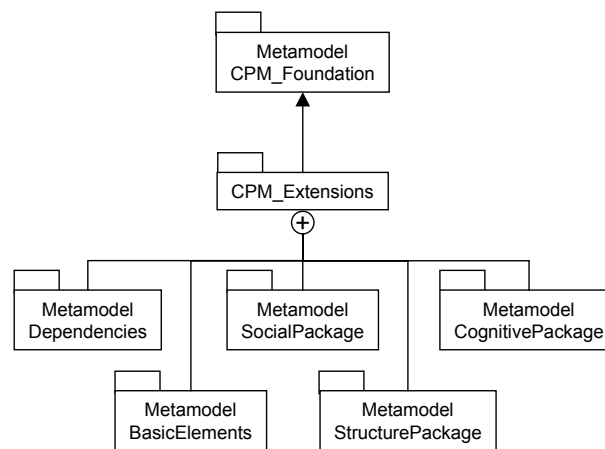 Metamodel
CPM_Foundation
CPM_Extensions
Metamodel
Dependencies
Metamodel
SocialPackage
Metamodel
CognitivePackage
Metamodel
BasicElements
Metamodel
StructurePackage